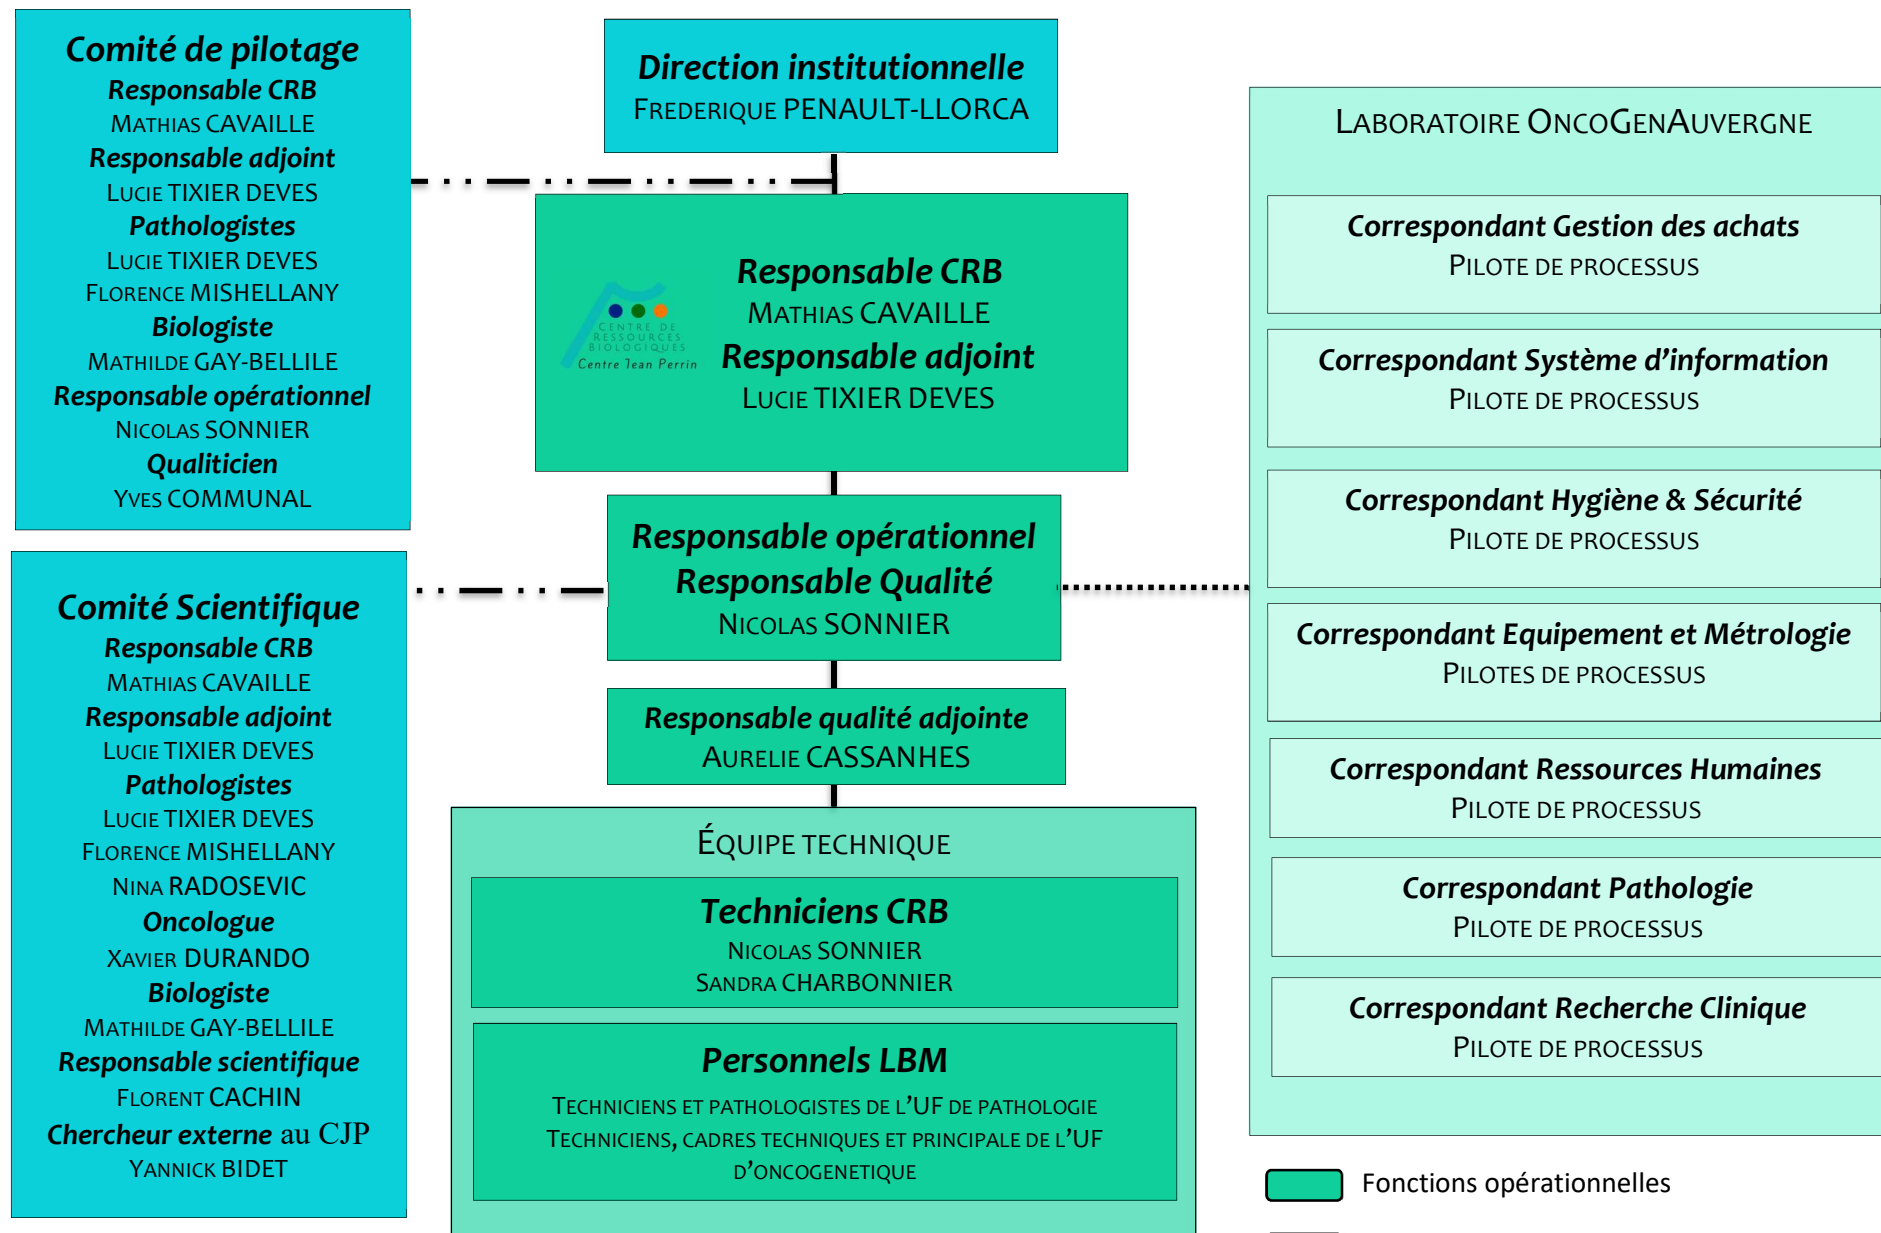 Comité de pilotage
Responsable CRB
MATHIAS CAVAILLE
Responsable adjoint
LUCIE TIXIER DEVES
Pathologistes
LUCIE TIXIER DEVES
FLORENCE MISHELLANY
Biologiste
MATHILDE GAY-BELLILE
Responsable opérationnel
NICOLAS SONNIER
Qualiticien
YVES COMMUNAL
Comité Scientifique
Responsable CRB
MATHIAS CAVAILLE
Responsable adjoint
LUCIE TIXIER DEVES
Pathologistes
LUCIE TIXIER DEVES
FLORENCE MISHELLANY
NINA RADOSEVIC
Oncologue
XAVIER DURANDO
Biologiste
MATHILDE GAY-BELLILE
Responsable scientifique
FLORENT CACHIN
Chercheur externe au CJP
YANNICK BIDET
Direction institutionnelle
FREDERIQUE PENAULT-LLORCA
CENTRE DE
RESSOURCES
BIOLOGIQUES
Centre Jean Perrin
Responsable CRB
MATHIAS CAVAILLE
Responsable adjoint
LUCIE TIXIER DEVES
Responsable opérationnel
Responsable Qualité
NICOLAS SONNIER
Responsable qualité adjointe
AURELIE CASSANHES
ÉQUIPE TECHNIQUE
Techniciens CRB
NICOLAS SONNIER
SANDRA CHARBONNIER
Personnels LBM
TECHNICIENS ET PATHOLOGISTES DE L'UF DE PATHOLOGIE
TECHNICIENS, CADRES TECHNIQUES ET PRINCIPALE DE L'UF
D'ONCOGENETIQUE
LABORATOIRE ONCOGENAUVERGNE
Correspondant Gestion des achats
PILOTE DE PROCESSUS
Correspondant Système d'information
PILOTE DE PROCESSUS
Correspondant Hygiène & Sécurité
PILOTE DE PROCESSUS
Correspondant Equipement et Métrologie
PILOTES DE PROCESSUS
Correspondant Ressources Humaines
PILOTE DE PROCESSUS
Correspondant Pathologie
PILOTE DE PROCESSUS
Correspondant Recherche Clinique
PILOTE DE PROCESSUS
Fonctions opérationnelles